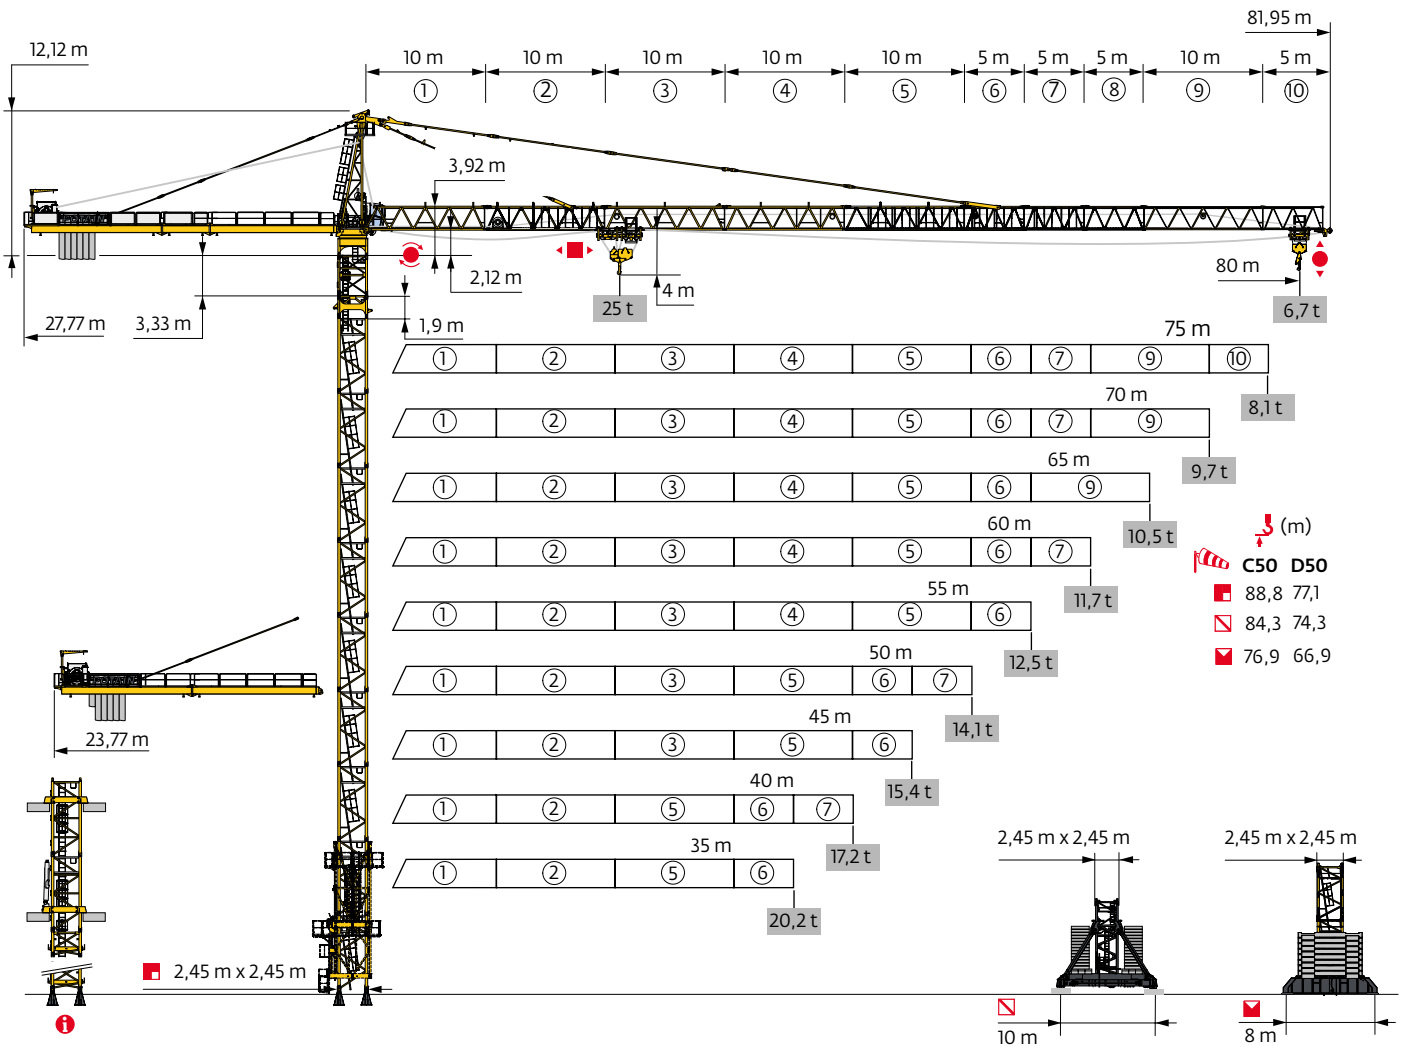 81,95 m
12,12 m
10 m 10 m 10 m 10 m 10 m 5 m 5 m 5 m 10 m 5 m
1 2 3 4 5 6 7 8 9 10
3,92 m
2,12 m
80 m
4 m
25 t
6,7 t
27,77 m
3,33 m
1,9 m
75 m
1 2 3 4 5 6 7 9 10
8,1 t
70 m
1 2 3 4 5 6 7 9
9,7 t
65 m
1 2 3 4 5 6 9
10,5 t
60 m
1 2 3 4 5 6 7
11,7 t
55 m
1 2 3 4 5 6
12,5 t
50 m
1 2 3 5 6 7
14,1 t
45 m
1 2 3 5 6
15,4 t
40 m
1 2 5 6 7
17,2 t
35 m
1 2 5 6
20,2 t
(m)
C50 D50
88,8 77,1
84,3 74,3
76,9 66,9
23,77 m
2,45 m x 2,45 m
i
2,45 m x 2,45 m
10 m
2,45 m x 2,45 m
8 m